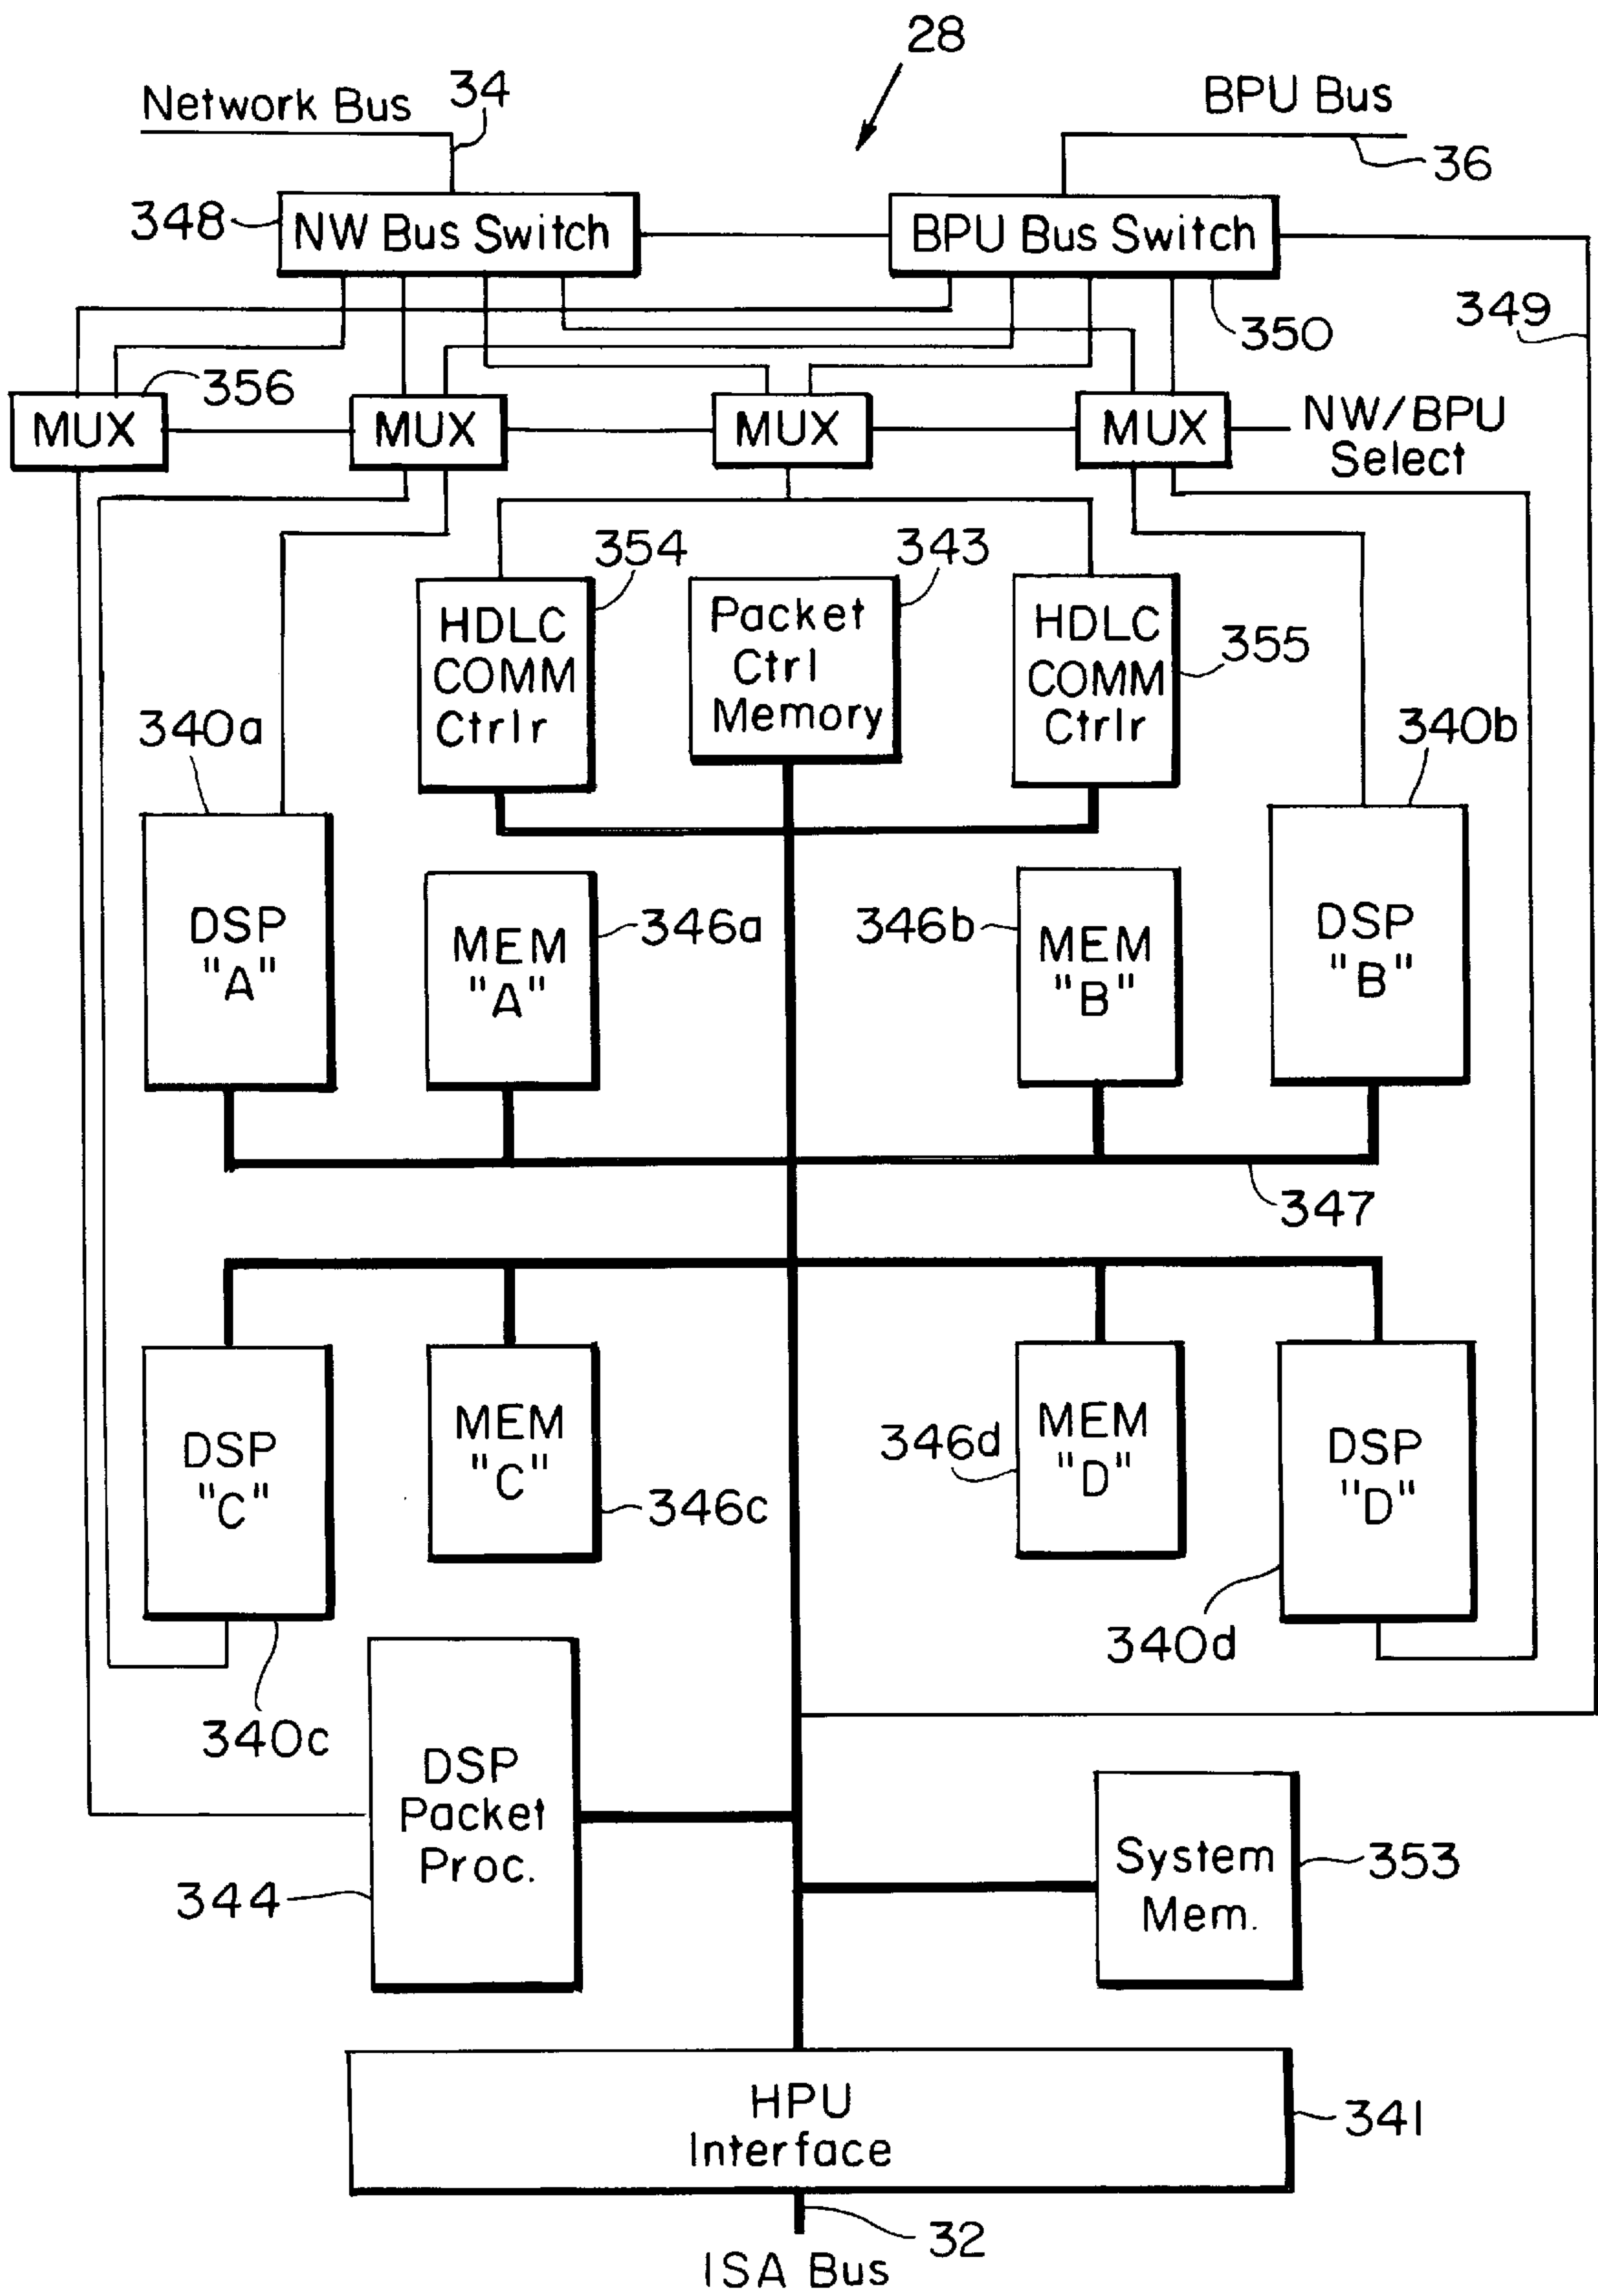 28
Network Bus
34
BPU Bus
36
348
NW Bus Switch
BPU Bus Switch
350
349
356
MUX
MUX
MUX
MUX
NW/BPU
Select
354
343
355
HDLC
COMM
Ctrlr
Packet
Ctrl
Memory
HDLC
COMM
Ctrlr
340a
340b
DSP
"A"
MEM
"A"
346a
346b
MEM
"B"
DSP
"B"
347
DSP
"C"
MEM
"C"
346c
346d
MEM
"D"
DSP
"D"
340c
340d
DSP
Packet
Proc.
344
System
Mem.
353
HPU
Interface
341
32
ISA Bus